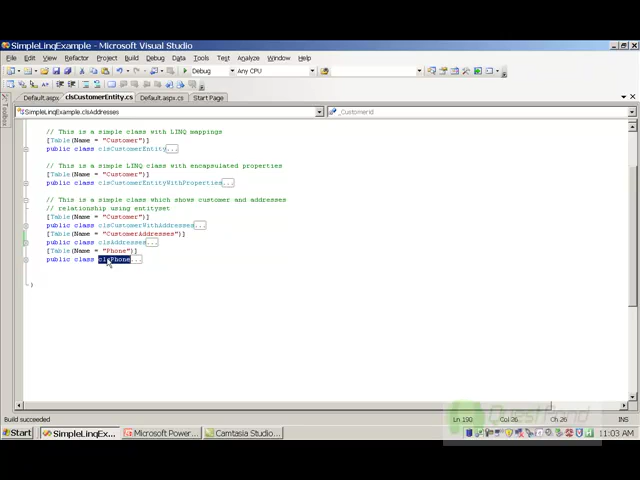 SimpleLinqExample - Microsoft Visual Studio
File Edit View Refactor Project Build Debug Data Tools Test Analyze Window Help
Debug Any CPU
Default.aspx clsCustomerEntity.cs Default.aspx.cs Start Page
SimpleLinqExample.clsAddresses _CustomerId
Toolbox
// This is a simple class with LINQ mappings
[Table(Name = "Customer")]
public class clsCustomerEntity...
// This is a simple LINQ class with encapsulated properties
[Table(Name = "Customer")]
public class clsCustomerEntityWithProperties...
// This is a simple class which shows customer and addresses
// relationship using entityset
[Table(Name = "Customer")]
public class clsCustomerWithAddresses...
[Table(Name = "CustomerAddresses")]
public class clsAddresses...
[Table(Name = "Phone")]
public class clsPhone...
}
Build succeeded Ln 190 Col 26 Ch 26 INS
Start SimpleLinqExample... Microsoft Power... Camtasia Studio... 11:03 AM